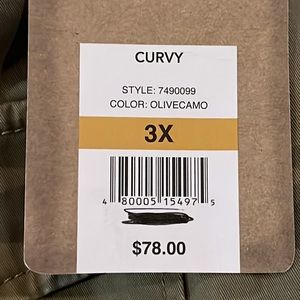 CURVY
STYLE: 7490099
COLOR: OLIVECAMO
3X
4 80005 15497 5
$78.00